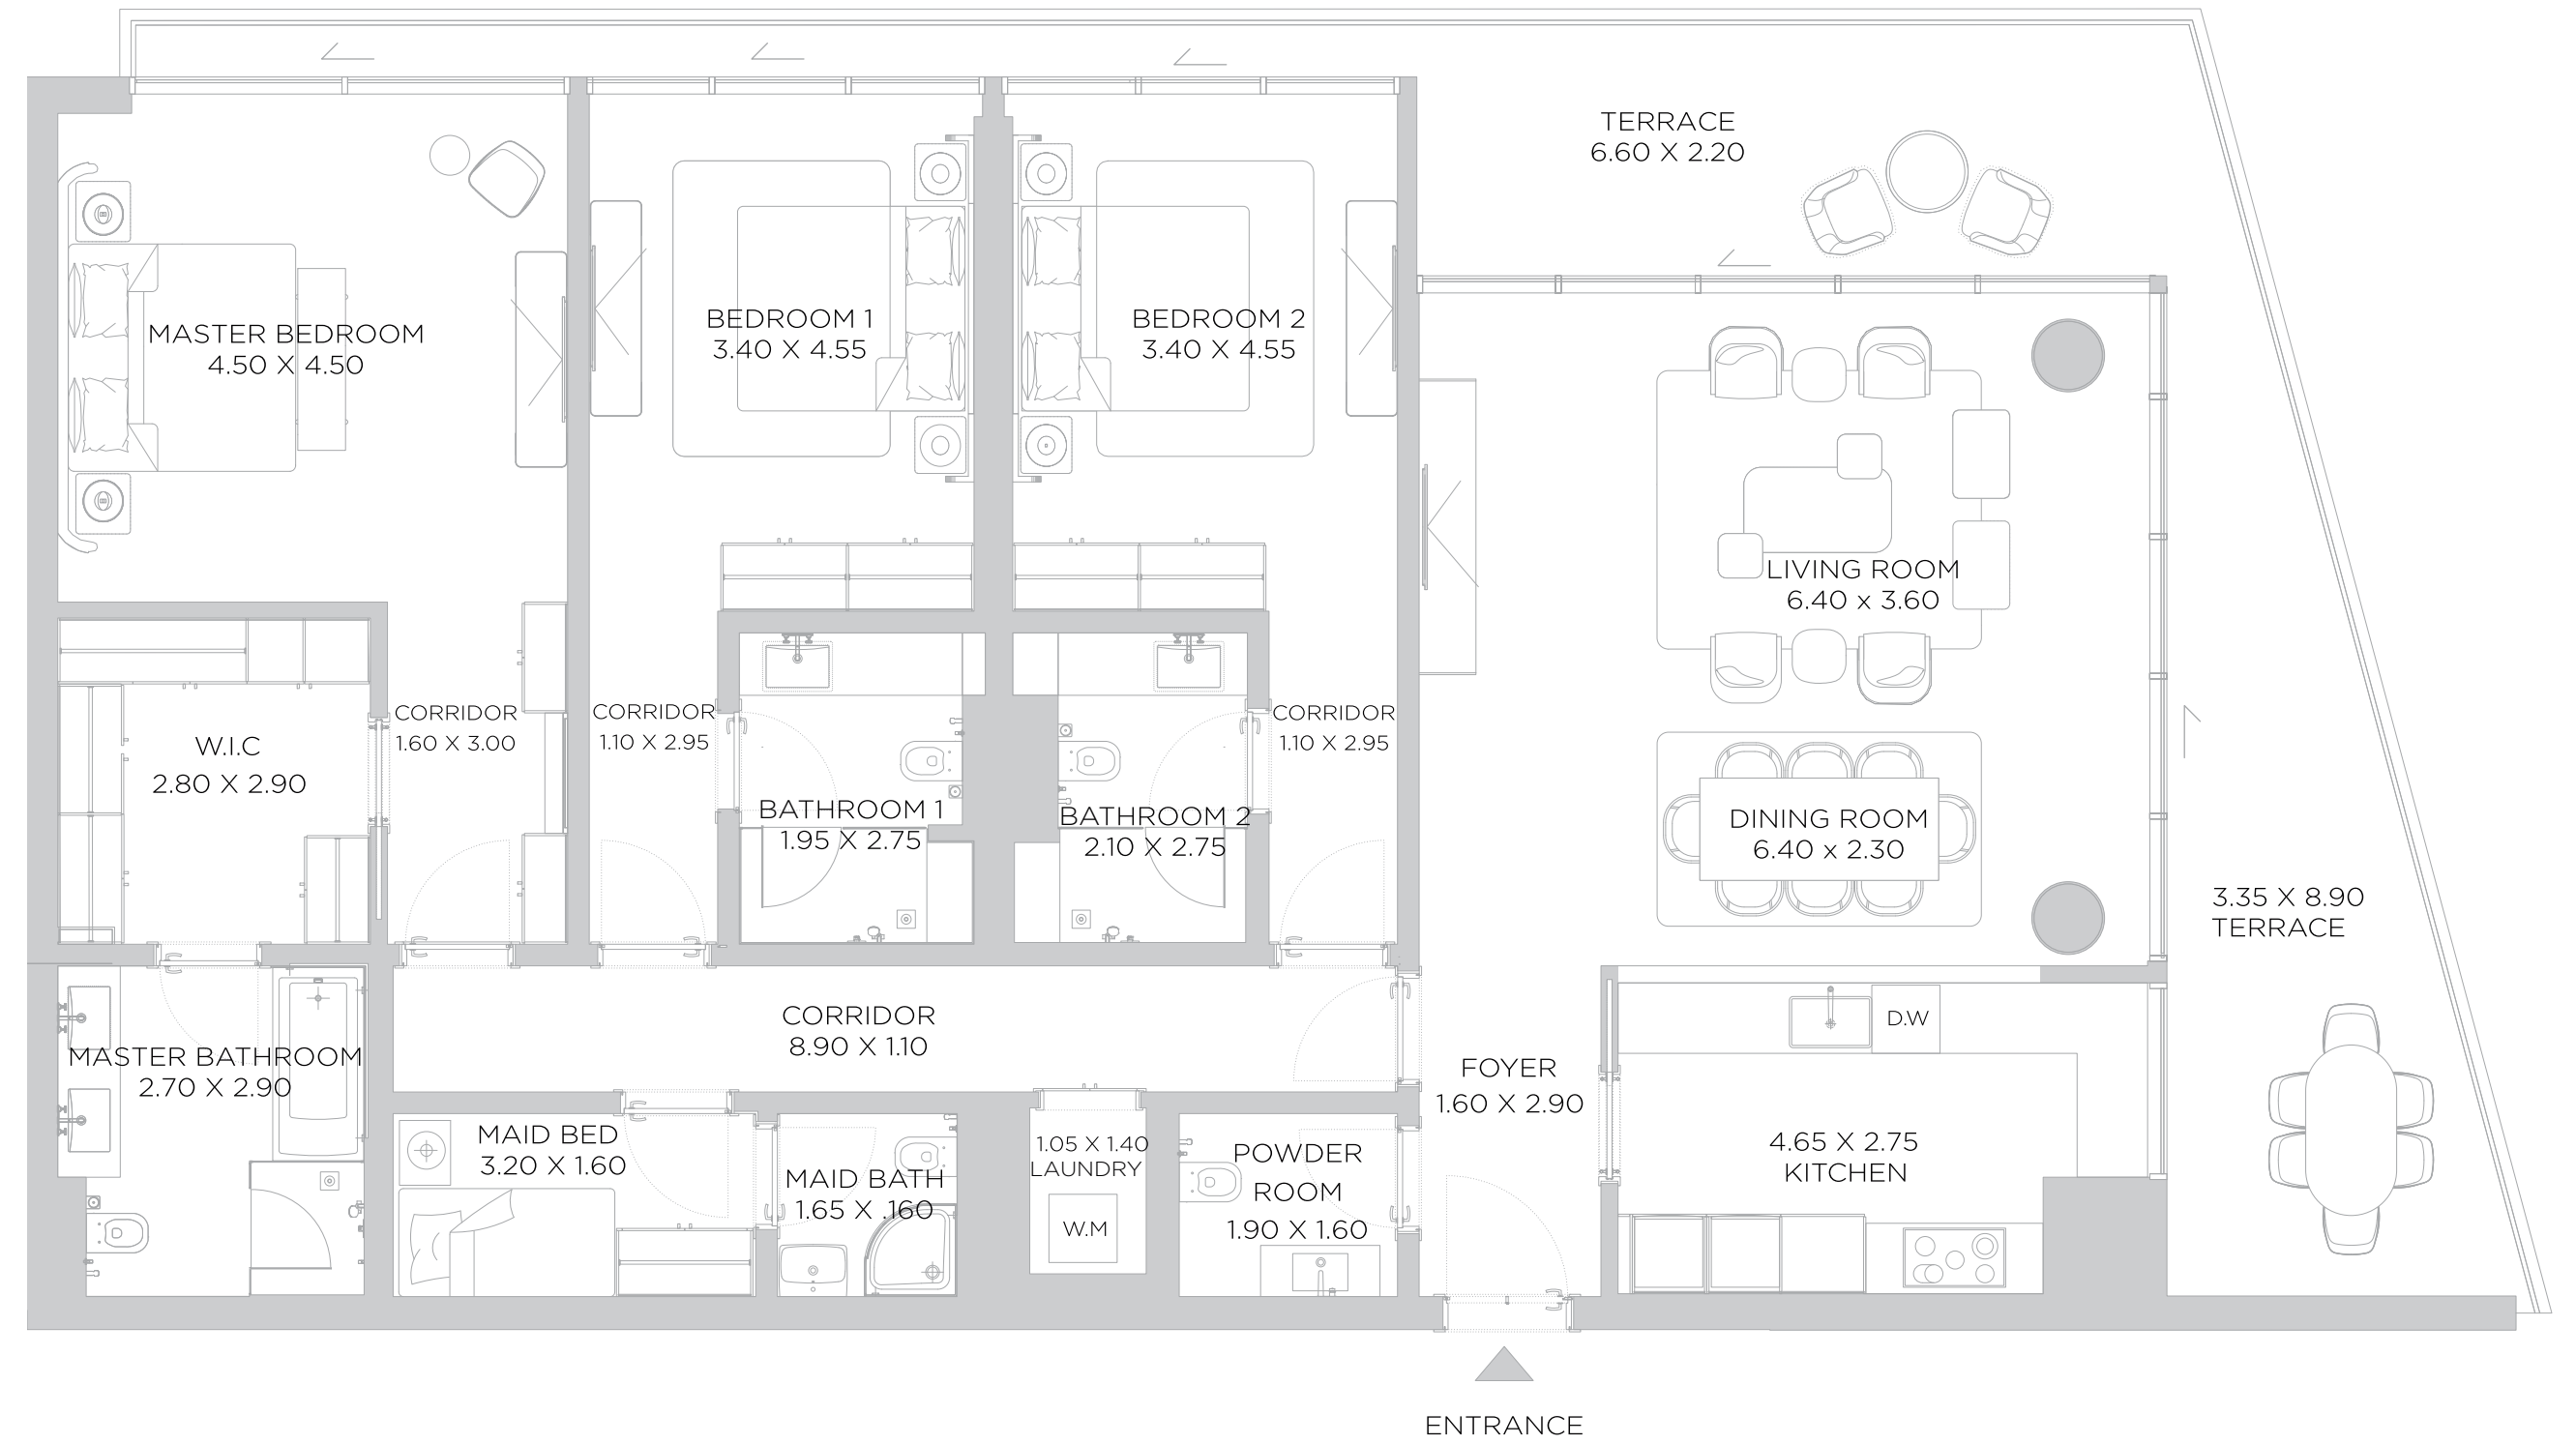 TERRACE
6.60 X 2.20
MASTER BEDROOM
4.50 X 4.50
BEDROOM 1
3.40 X 4.55
BEDROOM 2
3.40 X 4.55
LIVING ROOM
6.40 x 3.60
W.I.C
2.80 X 2.90
CORRIDOR
1.60 X 3.00
CORRIDOR
1.10 X 2.95
BATHROOM 1
1.95 X 2.75
BATHROOM 2
2.10 X 2.75
CORRIDOR
1.10 X 2.95
DINING ROOM
6.40 x 2.30
3.35 X 8.90
TERRACE
MASTER BATHROOM
2.70 X 2.90
CORRIDOR
8.90 X 1.10
D.W
FOYER
1.60 X 2.90
MAID BED
3.20 X 1.60
MAID BATH
1.65 X .160
1.05 X 1.40
LAUNDRY
W.M
POWDER
ROOM
1.90 X 1.60
4.65 X 2.75
KITCHEN
ENTRANCE